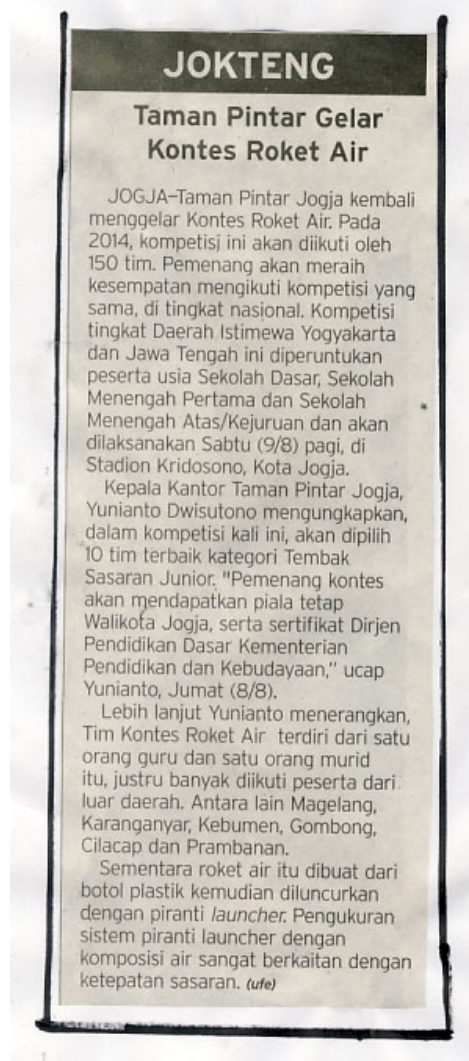 JOKTENG
Taman Pintar Gelar
Kontes Roket Air
JOGJA–Taman Pintar Jogja kembali
menggelar Kontes Roket Air. Pada
2014, kompetisi ini akan diikuti oleh
150 tim. Pemenang akan meraih
kesempatan mengikuti kompetisi yang
sama, di tingkat nasional. Kompetisi
tingkat Daerah Istimewa Yogyakarta
dan Jawa Tengah ini diperuntukan
peserta usia Sekolah Dasar, Sekolah
Menengah Pertama dan Sekolah
Menengah Atas/Kejuruan dan akan
dilaksanakan Sabtu (9/8) pagi, di
Stadion Kridosono, Kota Jogja.
Kepala Kantor Taman Pintar Jogja,
Yunianto Dwisutono mengungkapkan,
dalam kompetisi kali ini, akan dipilih
10 tim terbaik kategori Tembak
Sasaran Junior. "Pemenang kontes
akan mendapatkan piala tetap
Walikota Jogja, serta sertifikat Dirjen
Pendidikan Dasar Kementerian
Pendidikan dan Kebudayaan," ucap
Yunianto, Jumat (8/8).
Lebih lanjut Yunianto menerangkan,
Tim Kontes Roket Air terdiri dari satu
orang guru dan satu orang murid
itu, justru banyak diikuti peserta dari
luar daerah. Antara lain Magelang,
Karanganyar, Kebumen, Gombong,
Cilacap dan Prambanan.
Sementara roket air itu dibuat dari
botol plastik kemudian diluncurkan
dengan piranti launcher. Pengukuran
sistem piranti launcher dengan
komposisi air sangat berkaitan dengan
ketepatan sasaran. (ufe)